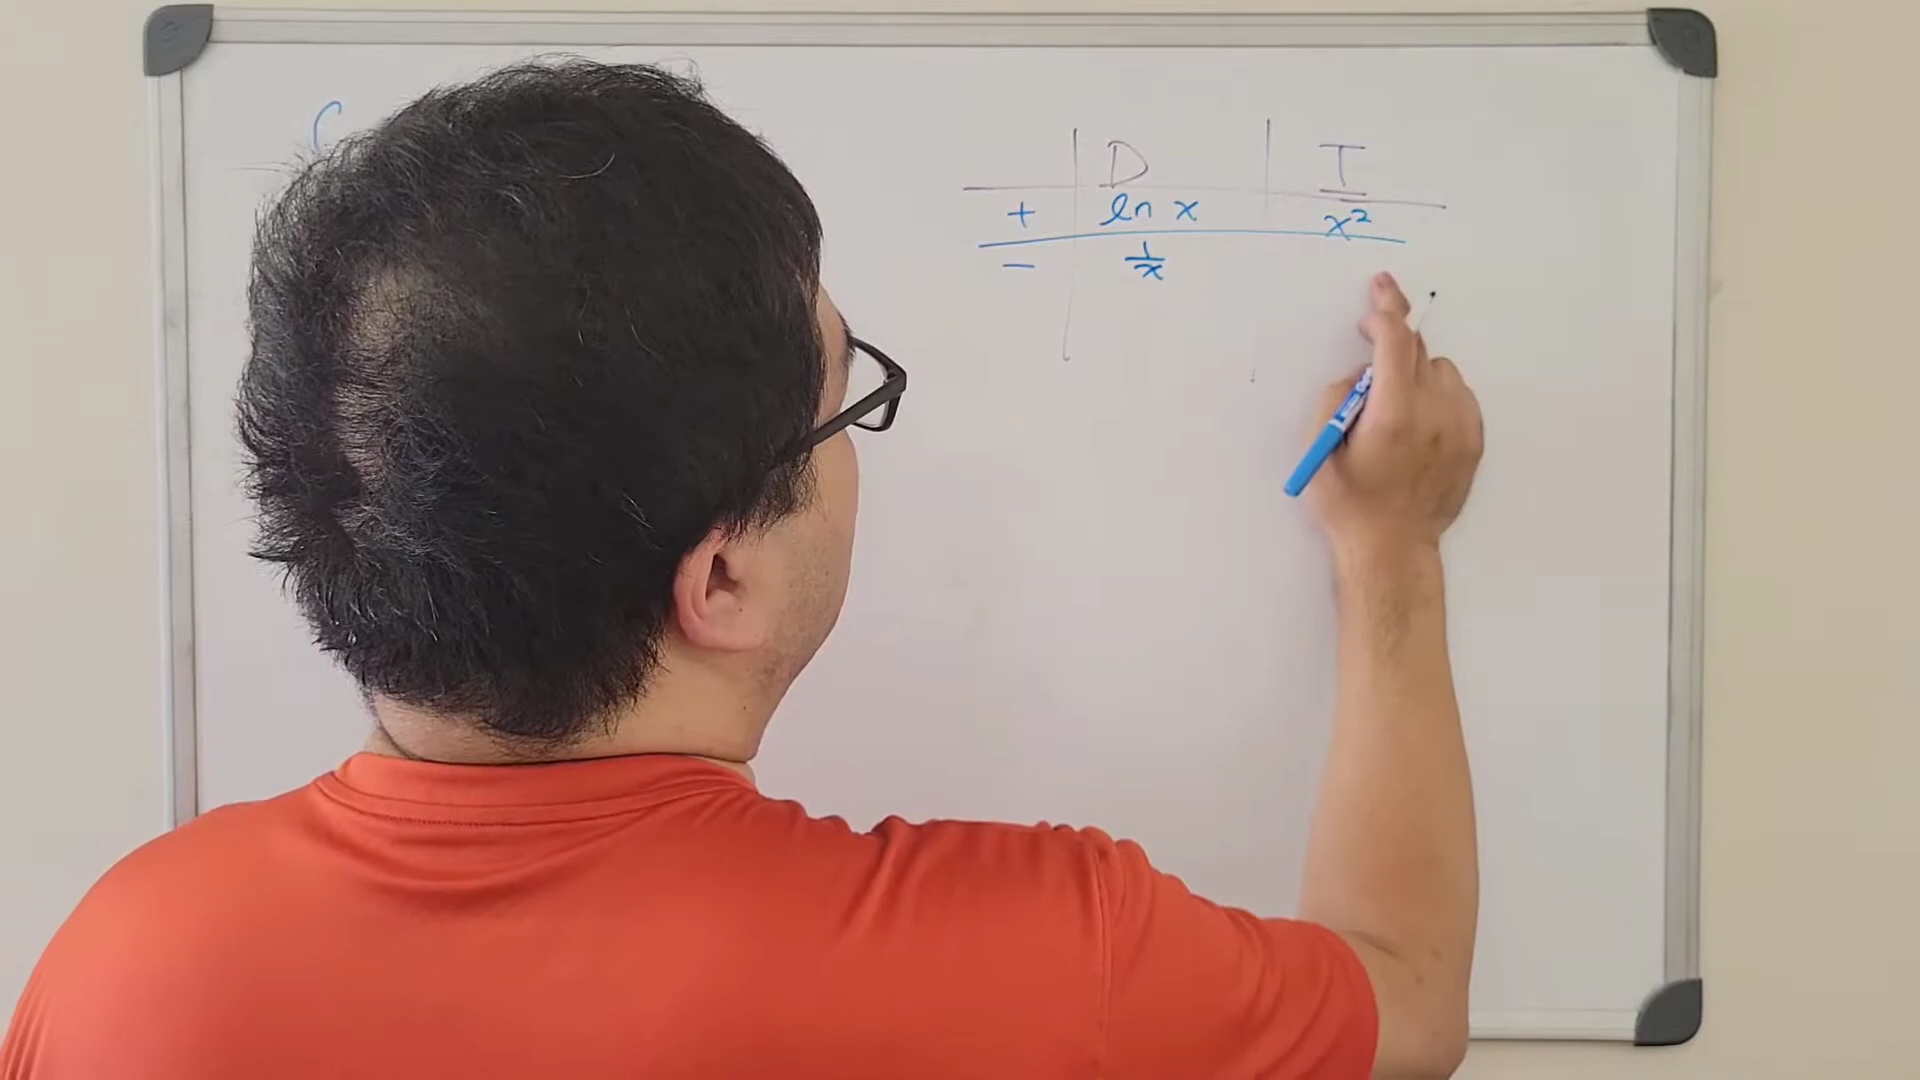 ∫
D I
+ ln x x²
− 1/x